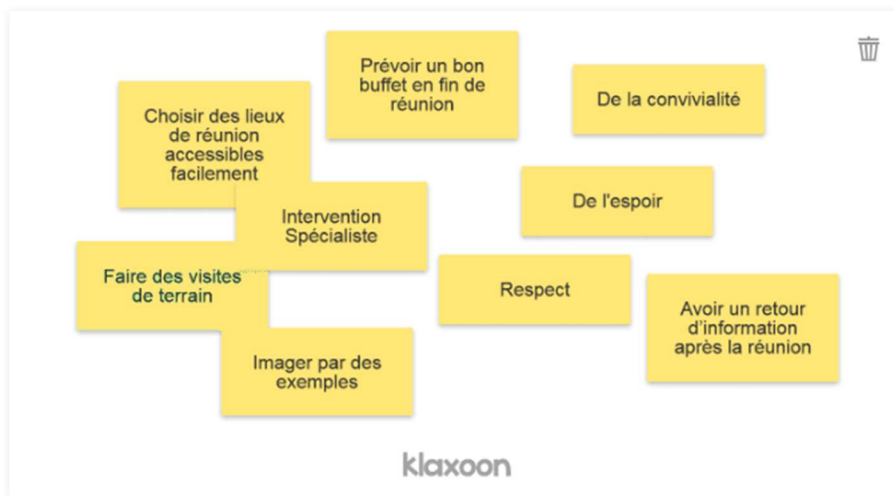 Prévoir un bon
buffet en fin de
réunion
De la convivialité
Choisir des lieux
de réunion
accessibles
facilement
De l'espoir
Intervention
Spécialiste
Faire des visites
de terrain
Respect
Avoir un retour
d’information
après la réunion
Imager par des
exemples
klaxoon